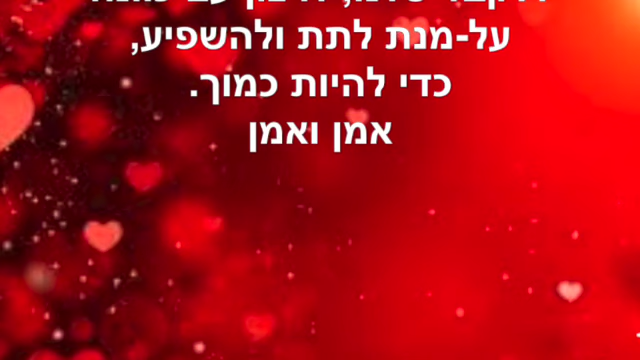 על-מנת לתת ולהשפיע,
כדי להיות כמוך.
אמן ואמן